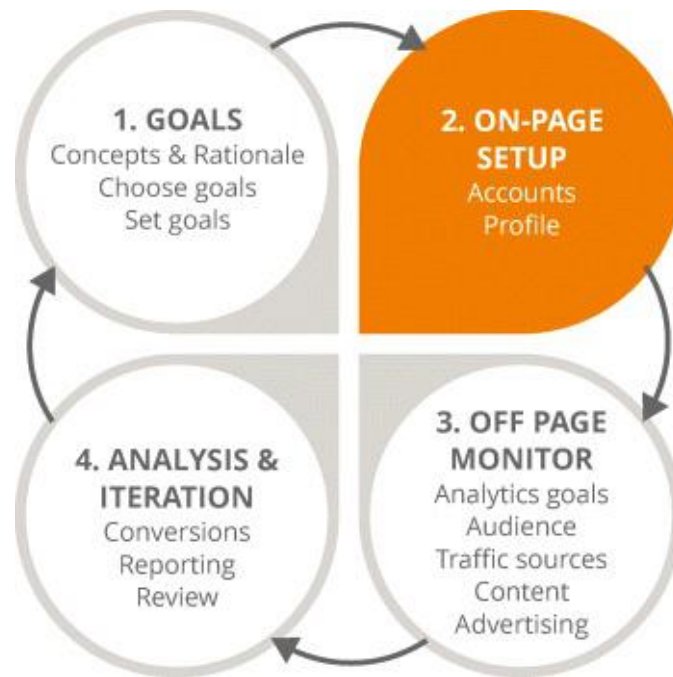 1. GOALS
Concepts & Rationale
Choose goals
Set goals
2. ON-PAGE
SETUP
Accounts
Profile
3. OFF PAGE
MONITOR
Analytics goals
Audience
Traffic sources
Content
Advertising
4. ANALYSIS &
ITERATION
Conversions
Reporting
Review